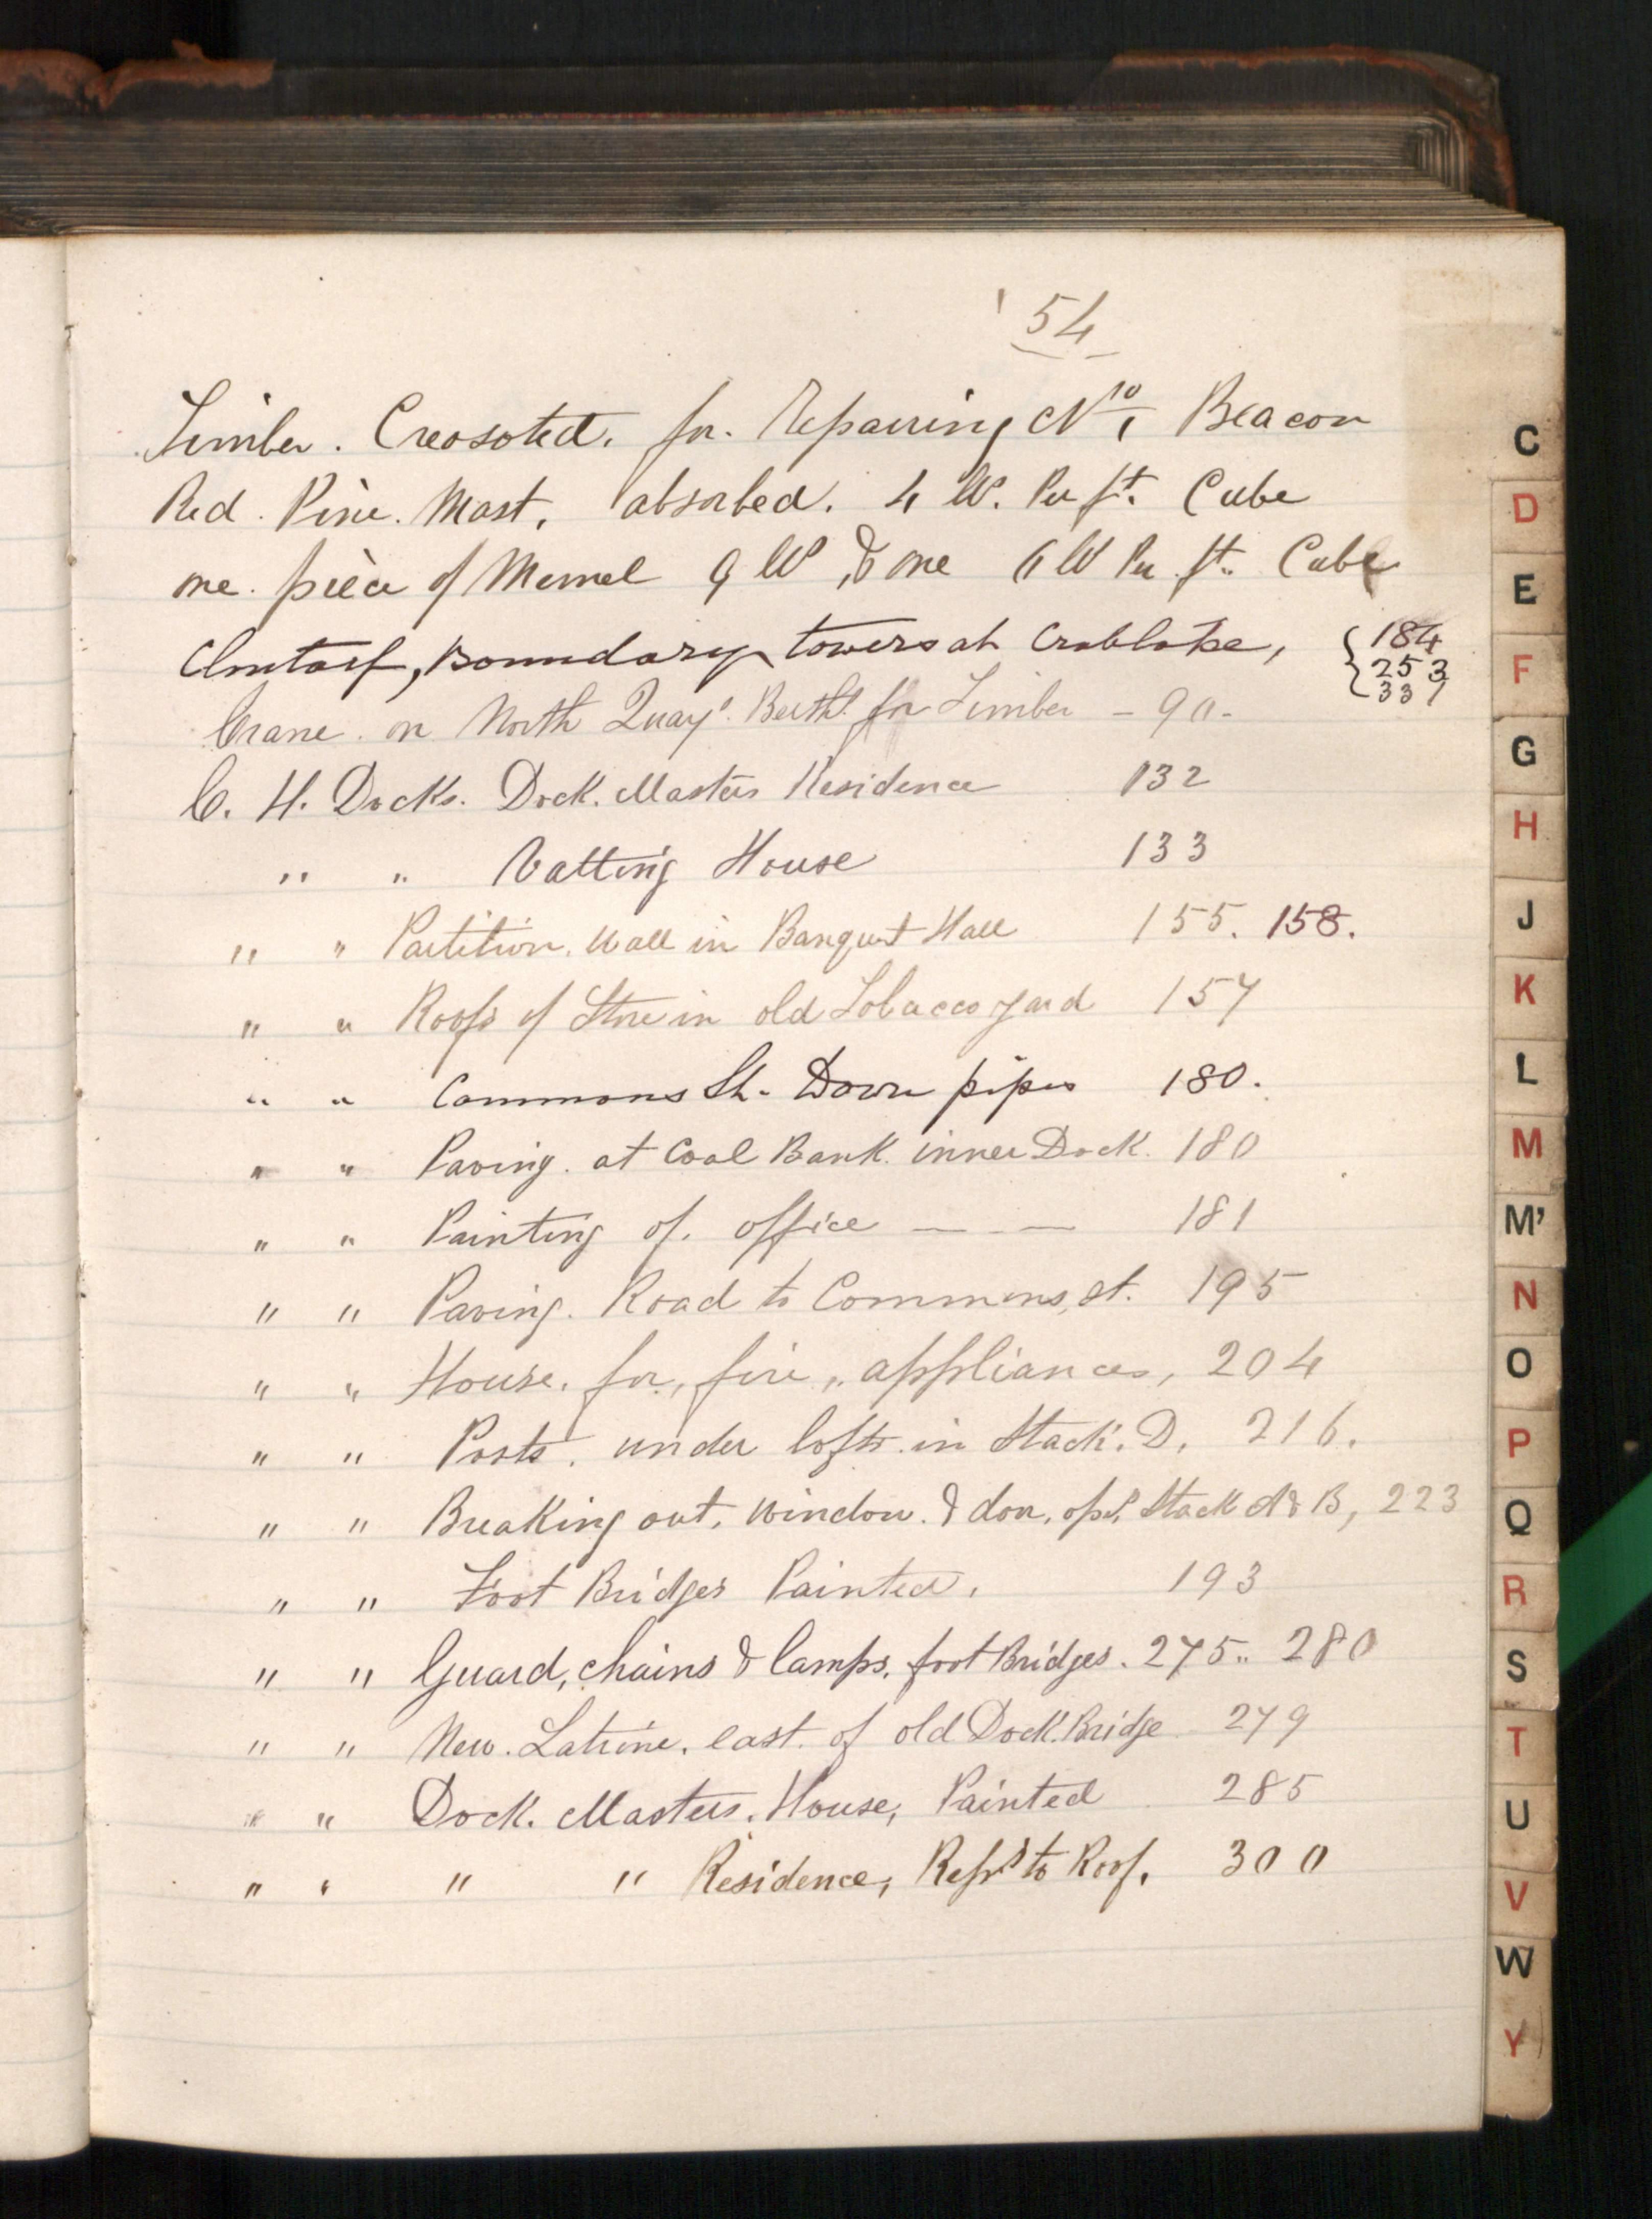 54
Timber. Creosoted. for. Repairing No 1 Beacon
Red. Pine. Mast. absorbed. 4 lb. Per ft. Cube
one. piece of Memel 9 lb & one 6 lb Per ft. Cube
Clontarf, Boundary towers at Crablake, { 184
253
337
Crane. on North Quay. Berth for Timber - 90 -
C. H. Docks. Dock. Masters Residence 132
" " Vatting House 133
" " Partition. Wall in Banquet Hall 155. 158.
" " Roofs of Store in old Tobacco yard 157
" " Commons St. Down pipes 180.
" " Paving. at Coal Bank. inner Dock. 180
" " Painting of. office — — 181
" " Paving. Road to Commons, st. 195
" " House. for, fire, appliances, 204
" " Posts. under lofts. in Stack. D, 216.
" " Breaking out. window. & door, opp. Stack A & B, 223
" " Foot Bridges Painted. 193
" " Guard, chains & lamps, foot Bridges. 275.. 280
" " New. Latrine. east. of old Dock. Bridge 279
" " Dock. Masters. House, Painted 285
" " " " Residence, Reprs to Roof. 300
C
D
E
F
G
H
J
K
L
M
M'
N
O
P
Q
R
S
T
U
V
W
Y